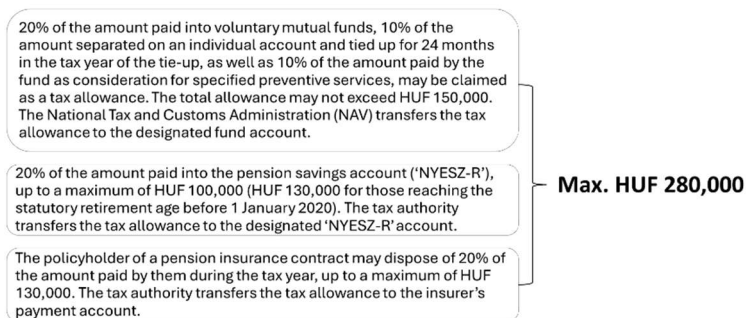 20% of the amount paid into voluntary mutual funds, 10% of the
amount separated on an individual account and tied up for 24 months
in the tax year of the tie-up, as well as 10% of the amount paid by the
fund as consideration for specified preventive services, may be claimed
as a tax allowance. The total allowance may not exceed HUF 150,000.
The National Tax and Customs Administration (NAV) transfers the tax
allowance to the designated fund account.
20% of the amount paid into the pension savings account (‘NYESZ-R’),
up to a maximum of HUF 100,000 (HUF 130,000 for those reaching the
statutory retirement age before 1 January 2020). The tax authority
transfers the tax allowance to the designated ‘NYESZ-R’ account.
Max. HUF 280,000
The policyholder of a pension insurance contract may dispose of 20% of
the amount paid by them during the tax year, up to a maximum of HUF
130,000. The tax authority transfers the tax allowance to the insurer’s
payment account.